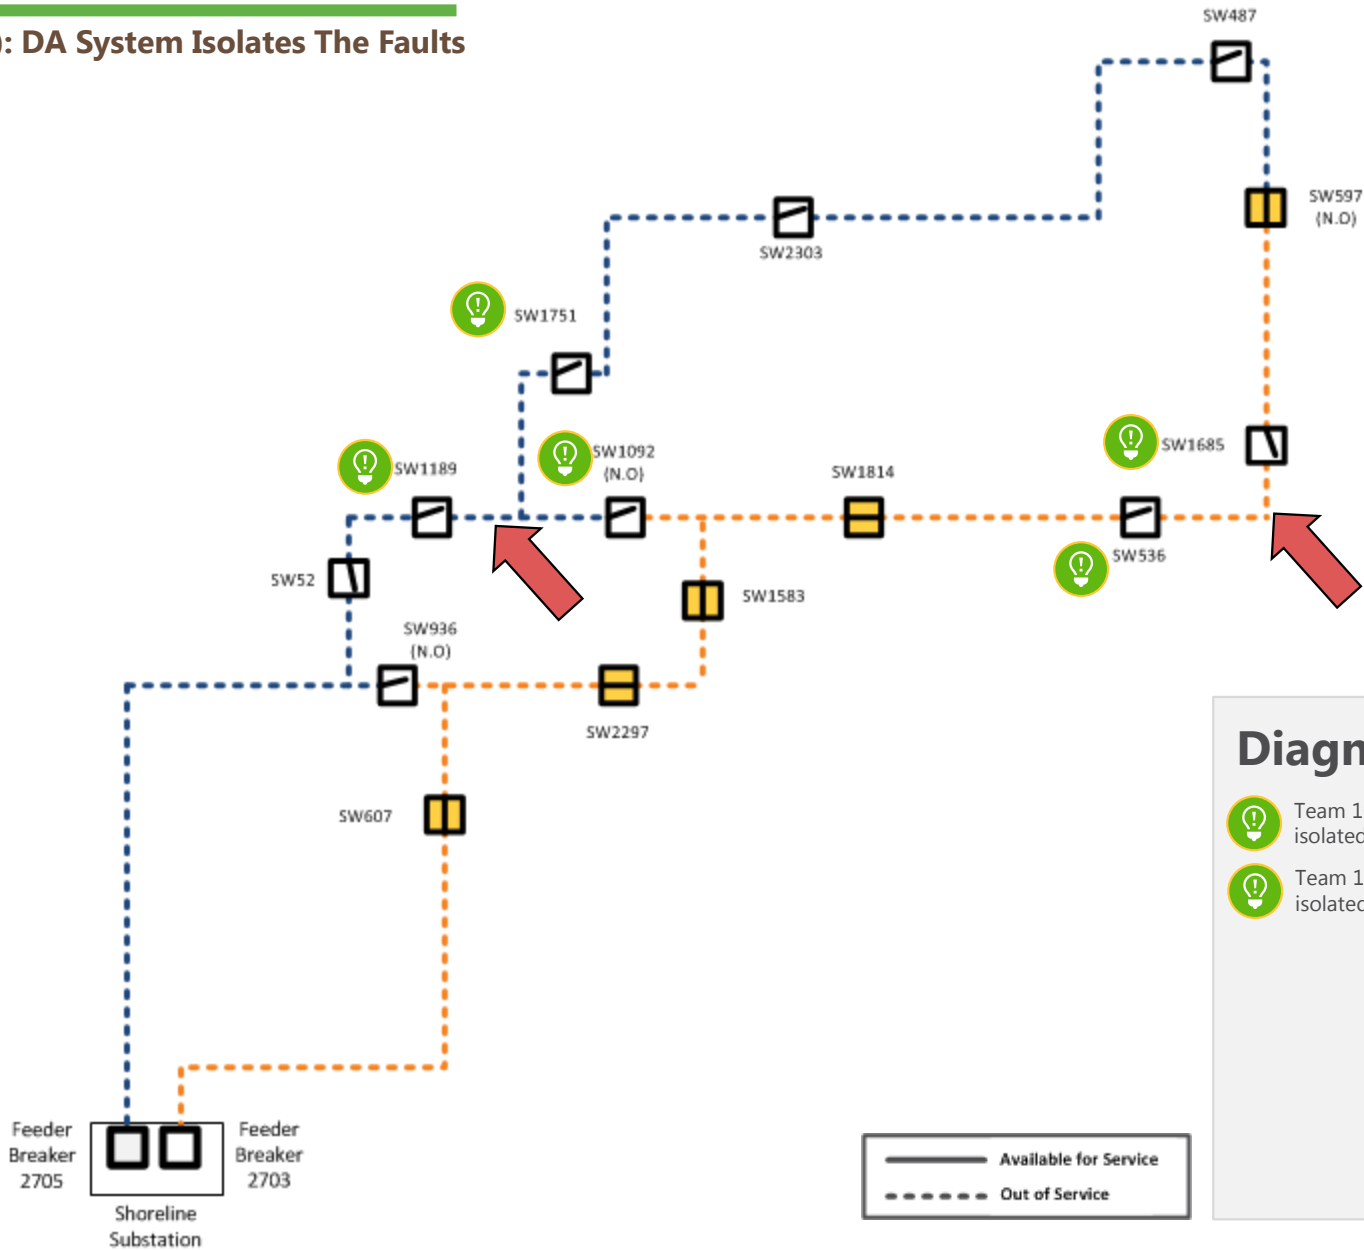 : DA System Isolates The Faults
SW487
SW597
(N.O)
SW2303
SW1751
SW1189
SW1092
(N.O)
SW1814
SW1685
SW536
SW52
SW1583
SW936
(N.O)
SW2297
SW607
Team 1
isolated
Team 1
isolated
Feeder
Breaker
2705
Feeder
Breaker
2703
Shoreline
Substation
Available for Service
Out of Service